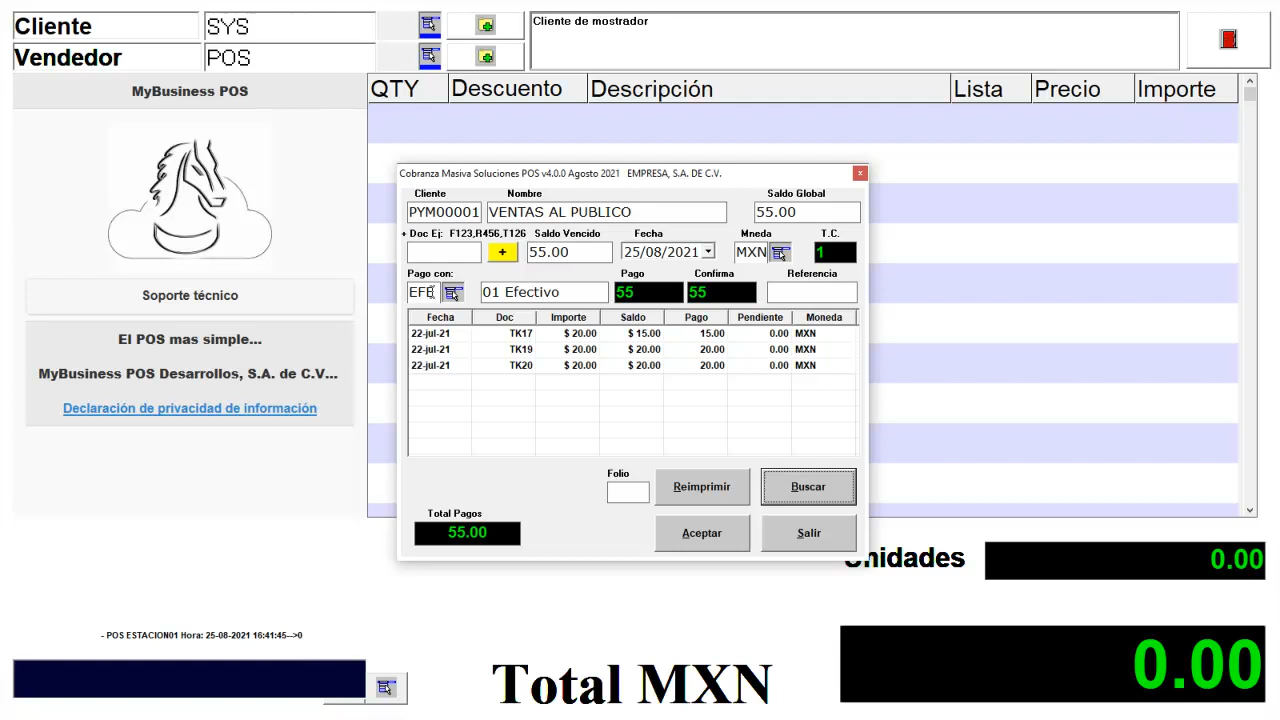 Cliente SYS Cliente de mostrador
Vendedor POS
MyBusiness POS
QTY Descuento Descripción Lista Precio Importe
Soporte técnico
El POS mas simple...
MyBusiness POS Desarrollos, S.A. de C.V...
Declaración de privacidad de información
Cobranza Masiva Soluciones POS v4.0.0 Agosto 2021 EMPRESA, S.A. DE C.V.
Cliente Nombre Saldo Global
PYM00001 VENTAS AL PUBLICO 55.00
+ Doc Ej: F123,R456,T126 Saldo Vencido Fecha Mneda T.C.
+ 55.00 25/08/2021 MXN 1
Pago con: Pago Confirma Referencia
EFE 01 Efectivo 55 55
Fecha Doc Importe Saldo Pago Pendiente Moneda
22-jul-21 TK17 $ 20.00 $ 15.00 15.00 0.00 MXN
22-jul-21 TK19 $ 20.00 $ 20.00 20.00 0.00 MXN
22-jul-21 TK20 $ 20.00 $ 20.00 20.00 0.00 MXN
Folio Reimprimir Buscar
Total Pagos
55.00 Aceptar Salir
Unidades 0.00
- POS ESTACION01 Hora: 25-08-2021 16:41:45-->0
Total MXN 0.00